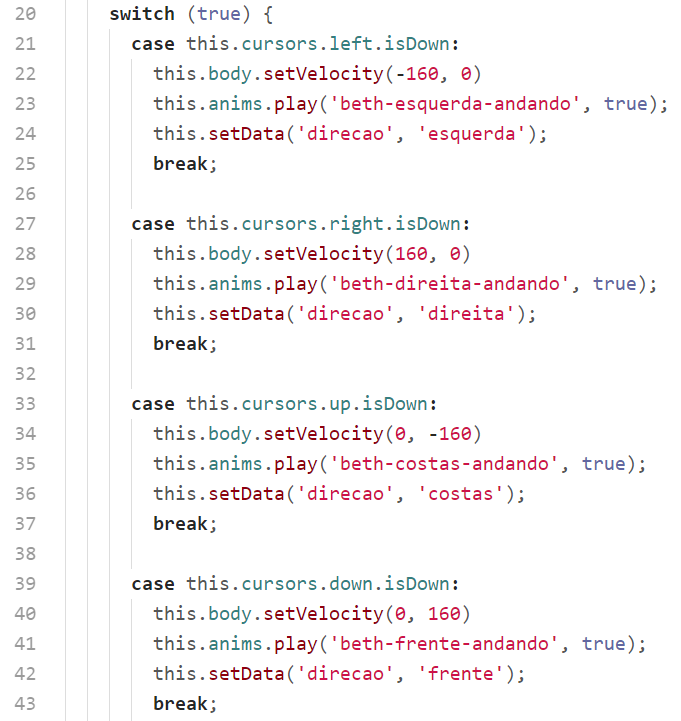 20 switch (true) {
21 case this.cursors.left.isDown:
22 this.body.setVelocity(-160, 0)
23 this.anims.play('beth-esquerda-andando', true);
24 this.setData('direcao', 'esquerda');
25 break;
26
27 case this.cursors.right.isDown:
28 this.body.setVelocity(160, 0)
29 this.anims.play('beth-direita-andando', true);
30 this.setData('direcao', 'direita');
31 break;
32
33 case this.cursors.up.isDown:
34 this.body.setVelocity(0, -160)
35 this.anims.play('beth-costas-andando', true);
36 this.setData('direcao', 'costas');
37 break;
38
39 case this.cursors.down.isDown:
40 this.body.setVelocity(0, 160)
41 this.anims.play('beth-frente-andando', true);
42 this.setData('direcao', 'frente');
43 break;